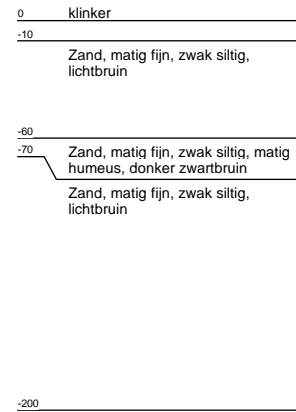 0 klinker
-10
Zand, matig fijn, zwak siltig,
lichtbruin
-60
-70 Zand, matig fijn, zwak siltig, matig
humeus, donker zwartbruin
Zand, matig fijn, zwak siltig,
lichtbruin
-200